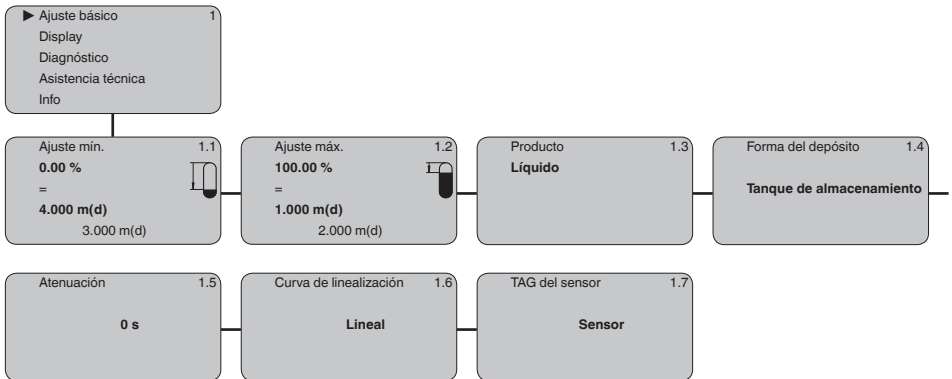 ▶ Ajuste básico 1
Display
Diagnóstico
Asistencia técnica
Info
Ajuste mín. 1.1
0.00 %
=
4.000 m(d)
3.000 m(d)
Ajuste máx. 1.2
100.00 %
=
1.000 m(d)
2.000 m(d)
Producto 1.3
Líquido
Forma del depósito 1.4
Tanque de almacenamiento
Atenuación 1.5
0 s
Curva de linealización 1.6
Lineal
TAG del sensor 1.7
Sensor